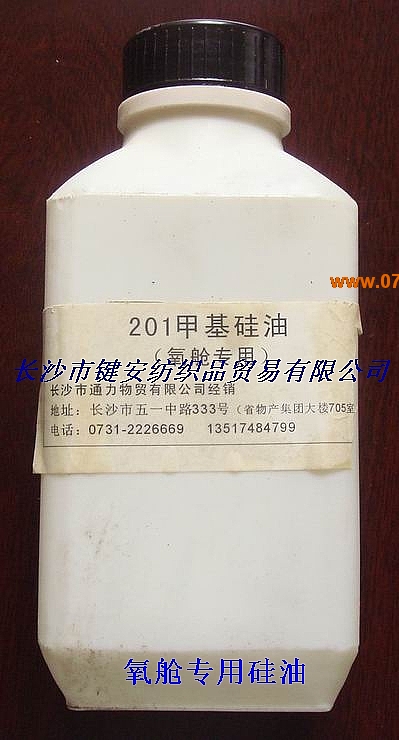 www.07
201甲基硅油
(氧舱专用)
长沙市键安纺织品贸易有限公司
长沙市通力物贸有限公司经销
地址：长沙市五一中路333号（省物产集团大楼705室
电话：0731-2226669 13517484799
氧舱专用硅油